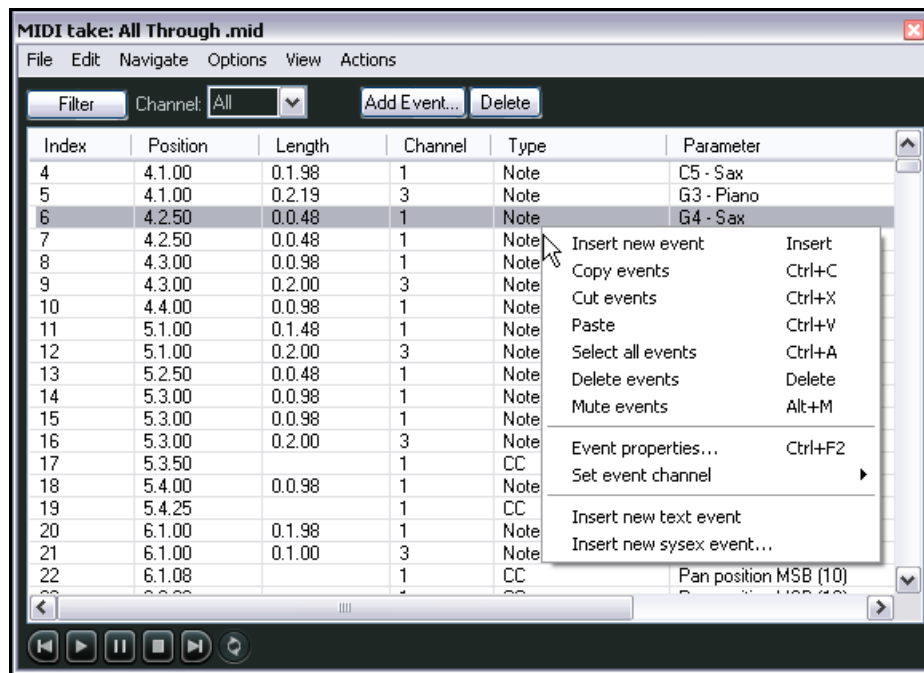 MIDI take: All Through .mid
File Edit Navigate Options View Actions
Filter Channel: All Add Event... Delete
Index Position Length Channel Type Parameter
4 4.1.00 0.1.98 1 Note C5 - Sax
5 4.1.00 0.2.19 3 Note G3 - Piano
6 4.2.50 0.0.48 1 Note G4 - Sax
7 4.2.50 0.0.48 1 Note
8 4.3.00 0.0.98 1 Note
9 4.3.00 0.2.00 3 Note
10 4.4.00 0.0.98 1 Note
11 5.1.00 0.1.48 1 Note
12 5.1.00 0.2.00 3 Note
13 5.2.50 0.0.48 1 Note
14 5.3.00 0.0.98 1 Note
15 5.3.00 0.0.98 1 Note
16 5.3.00 0.2.00 3 Note
17 5.3.50 1 CC
18 5.4.00 0.0.98 1 Note
19 5.4.25 1 CC
20 6.1.00 0.1.98 1 Note
21 6.1.00 0.1.00 3 Note
22 6.1.08 1 CC Pan position MSB (10)
Insert new event Insert
Copy events Ctrl+C
Cut events Ctrl+X
Paste Ctrl+V
Select all events Ctrl+A
Delete events Delete
Mute events Alt+M
Event properties... Ctrl+F2
Set event channel
Insert new text event
Insert new sysex event...